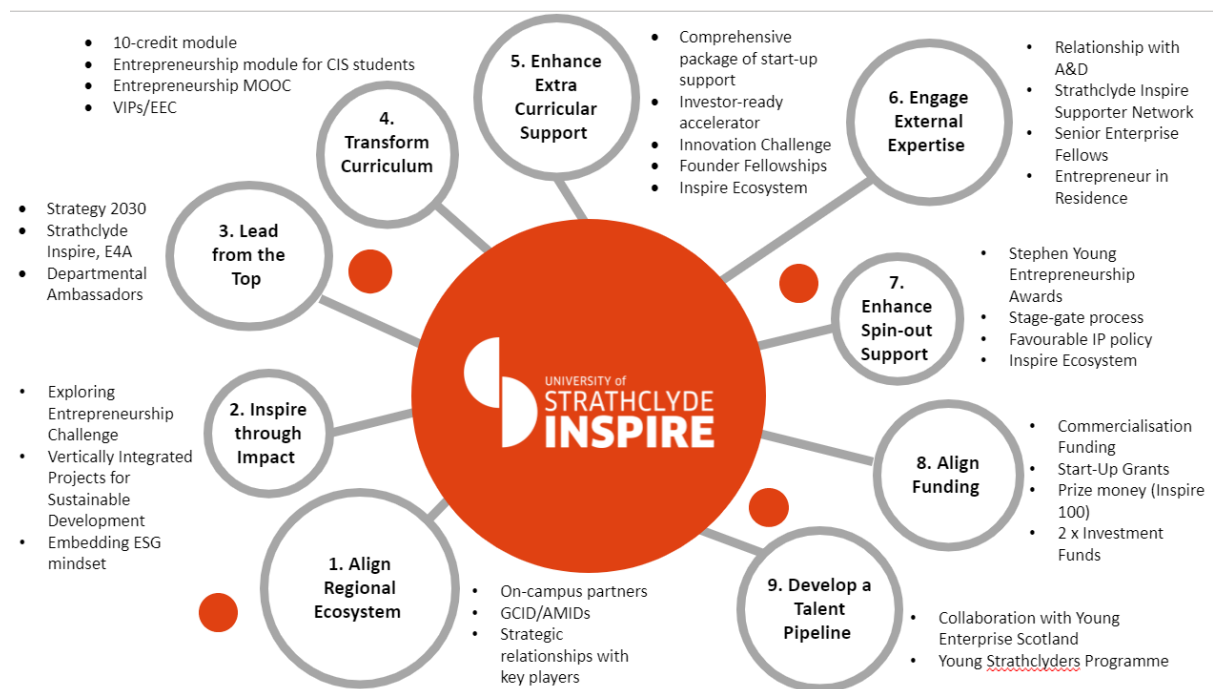 • 10-credit module
• Entrepreneurship module for CIS students
• Entrepreneurship MOOC
• VIPs/EEC
4.
Transform
Curriculum
5. Enhance
Extra
Curricular
Support
• Comprehensive
package of start-up
support
• Investor-ready
accelerator
• Innovation Challenge
• Founder Fellowships
• Inspire Ecosystem
6. Engage
External
Expertise
• Relationship with
A&D
• Strathclyde Inspire
Supporter Network
• Senior Enterprise
Fellows
• Entrepreneur in
Residence
• Strategy 2030
• Strathclyde
Inspire, E4A
• Departmental
Ambassadors
3. Lead
from the
Top
7.
Enhance
Spin-out
Support
• Stephen Young
Entrepreneurship
Awards
• Stage-gate process
• Favourable IP policy
• Inspire Ecosystem
UNIVERSITY of
STRATHCLYDE
INSPIRE
• Exploring
Entrepreneurship
Challenge
• Vertically Integrated
Projects for
Sustainable
Development
• Embedding ESG
mindset
2. Inspire
through
Impact
8. Align
Funding
• Commercialisation
Funding
• Start-Up Grants
• Prize money (Inspire
100)
• 2 x Investment
Funds
1. Align
Regional
Ecosystem
• On-campus partners
• GCID/AMIDs
• Strategic
relationships with
key players
9. Develop a
Talent
Pipeline
• Collaboration with Young
Enterprise Scotland
• Young Strathclyders Programme